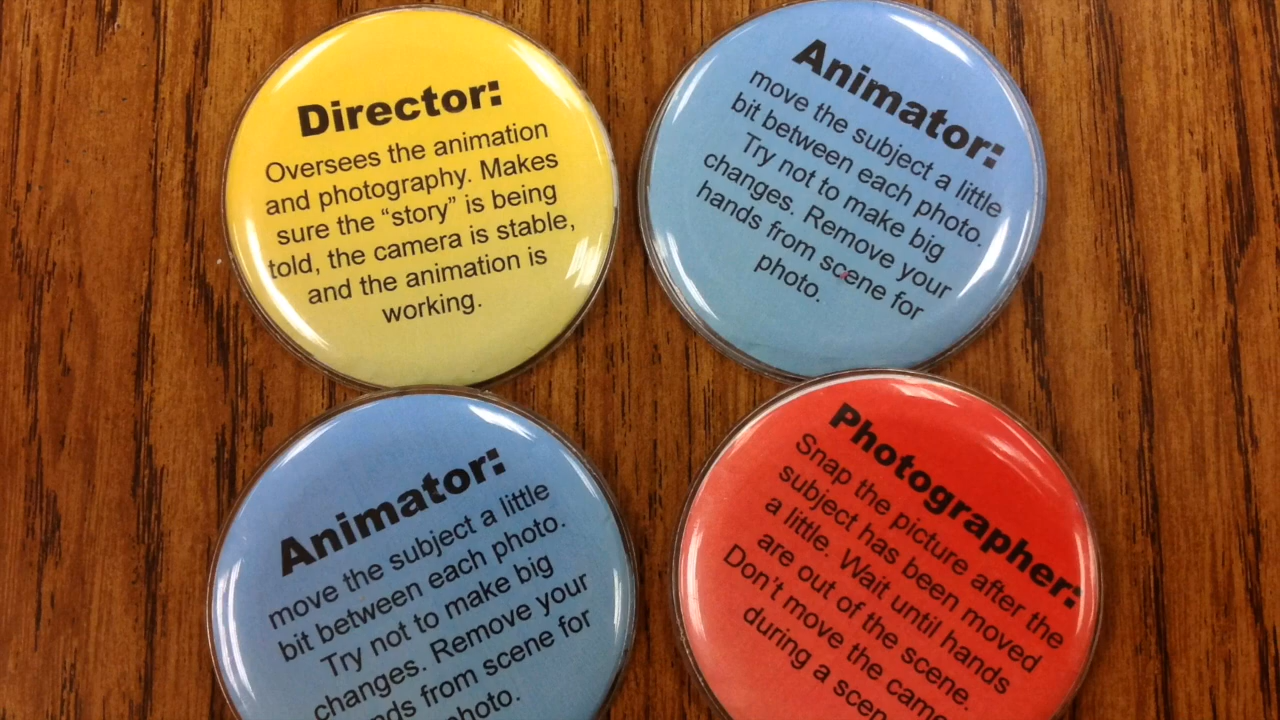 Director:
Oversees the animation
and photography. Makes
sure the “story” is being
told, the camera is stable,
and the animation is
working.
Animator:
move the subject a little
bit between each photo.
Try not to make big
changes. Remove your
hands from scene for
photo.
Animator:
move the subject a little
bit between each photo.
Try not to make big
changes. Remove your
from scene for
Photographer:
Snap the picture after the
subject has been moved
a little. Wait until hands
are out of the scene.
Don’t move the
during a